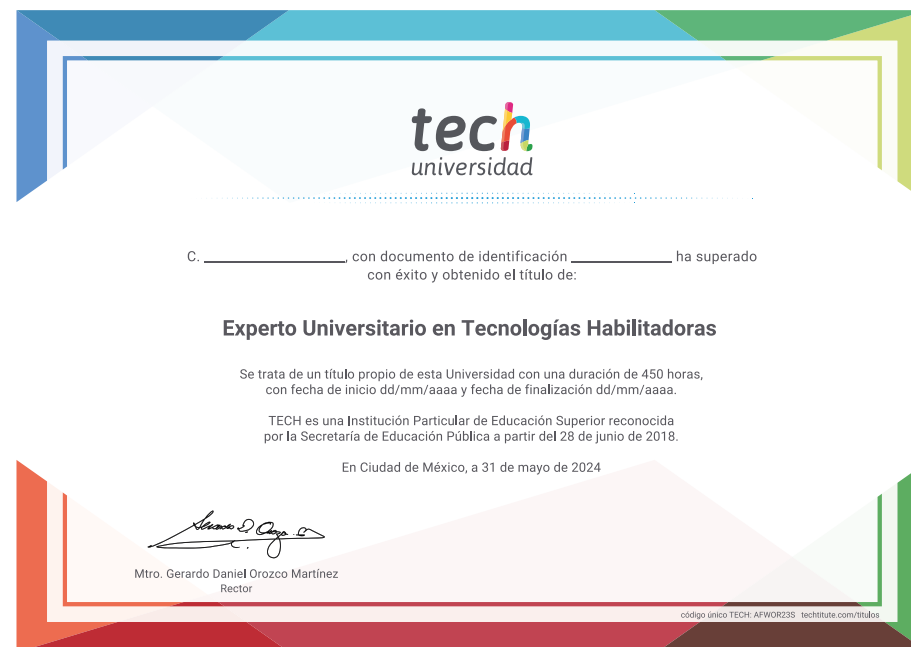 tech
universidad
C. ____________, con documento de identificación ____________ ha superado
con éxito y obtenido el título de:
Experto Universitario en Tecnologías Habilitadoras
Se trata de un título propio de esta Universidad con una duración de 450 horas,
con fecha de inicio dd/mm/aaaa y fecha de finalización dd/mm/aaaa.
TECH es una Institución Particular de Educación Superior reconocida
por la Secretaría de Educación Pública a partir del 28 de junio de 2018.
En Ciudad de México, a 31 de mayo de 2024
Mtro. Gerardo Daniel Orozco Martínez
Rector
código único TECH: AFWOR23S techtitute.com/titulos